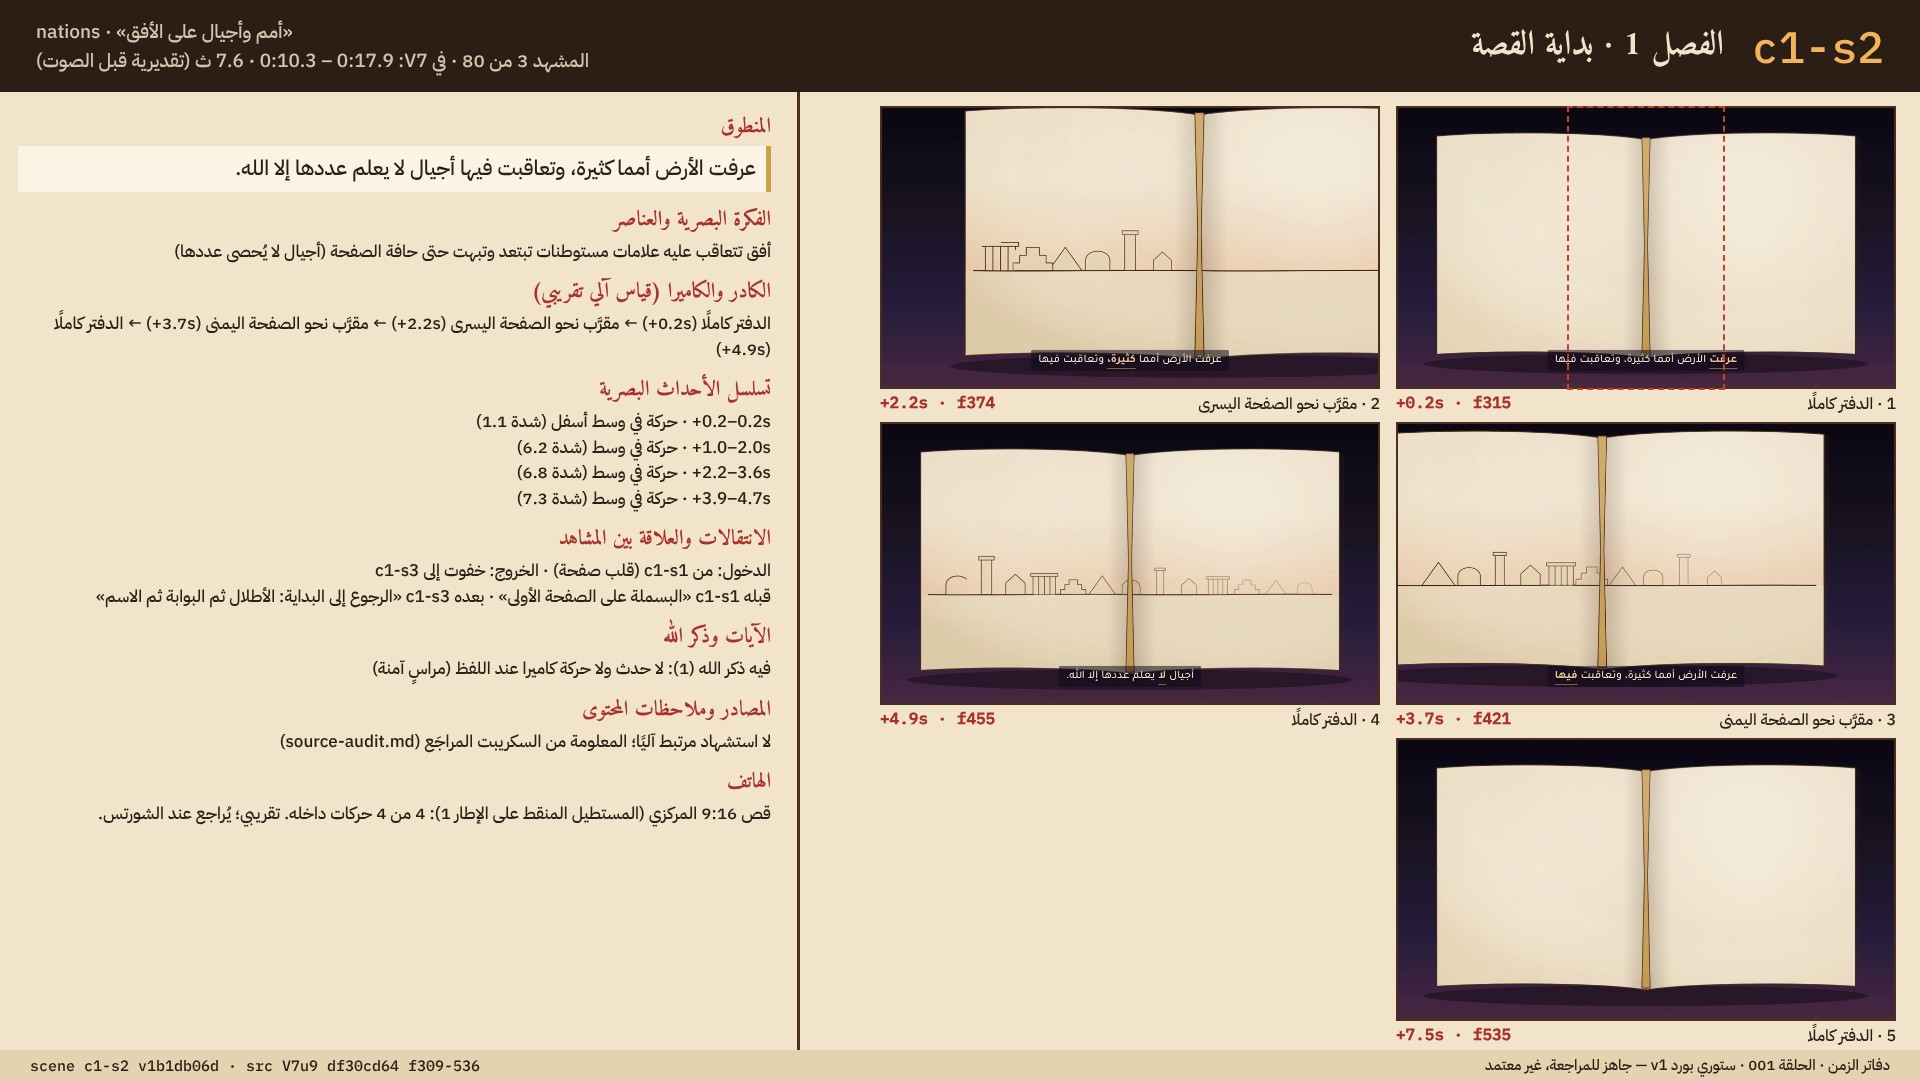 c1-s2 الفصل 1 · بداية القصة
«أمم وأجيال على الأفق» · nations
المشهد 3 من 80 · في V7: 0:10.3 – 0:17.9 · 7.6 ث (تقديرية قبل الصوت)
عرفت الأرض أمما كثيرة، وتعاقبت فيها
1 · الدفتر كاملًا +0.2s · f315
عرفت الأرض أمما كثيرة، وتعاقبت فيها
2 · مقرَّب نحو الصفحة اليسرى +2.2s · f374
عرفت الأرض أمما كثيرة، وتعاقبت فيها
3 · مقرَّب نحو الصفحة اليمنى +3.7s · f421
أجيال لا يعلم عددها إلا الله.
4 · الدفتر كاملًا +4.9s · f455
5 · الدفتر كاملًا +7.5s · f535
المنطوق
عرفت الأرض أمما كثيرة، وتعاقبت فيها أجيال لا يعلم عددها إلا الله.
الفكرة البصرية والعناصر
أفق تتعاقب عليه علامات مستوطنات تبتعد وتبهت حتى حافة الصفحة (أجيال لا يُحصى عددها)
الكادر والكاميرا (قياس آلي تقريبي)
الدفتر كاملًا (+0.2s) ← مقرَّب نحو الصفحة اليسرى (+2.2s) ← مقرَّب نحو الصفحة اليمنى (+3.7s) ← الدفتر كاملًا
(+4.9s)
تسلسل الأحداث البصرية
+0.2–0.2s · حركة في وسط أسفل (شدة 1.1)
+1.0–2.0s · حركة في وسط (شدة 6.2)
+2.2–3.6s · حركة في وسط (شدة 6.8)
+3.9–4.7s · حركة في وسط (شدة 7.3)
الانتقالات والعلاقة بين المشاهد
الدخول: من c1-s1 (قلب صفحة) · الخروج: خفوت إلى c1-s3
قبله c1-s1 «البسملة على الصفحة الأولى» · بعده c1-s3 «الرجوع إلى البداية: الأطلال ثم البوابة ثم الاسم»
الآيات وذكر الله
فيه ذكر الله (1): لا حدث ولا حركة كاميرا عند اللفظ (مراسٍ آمنة)
المصادر وملاحظات المحتوى
لا استشهاد مرتبط آليًا؛ المعلومة من السكريبت المراجَع (source-audit.md)
الهاتف
قص 9:16 المركزي (المستطيل المنقط على الإطار 1): 4 من 4 حركات داخله. تقريبي؛ يُراجع عند الشورتس.
دفاتر الزمن · الحلقة 001 · ستوري بورد v1 — جاهز للمراجعة، غير معتمد
scene c1-s2 v1b1db06d · src V7u9 df30cd64 f309-536